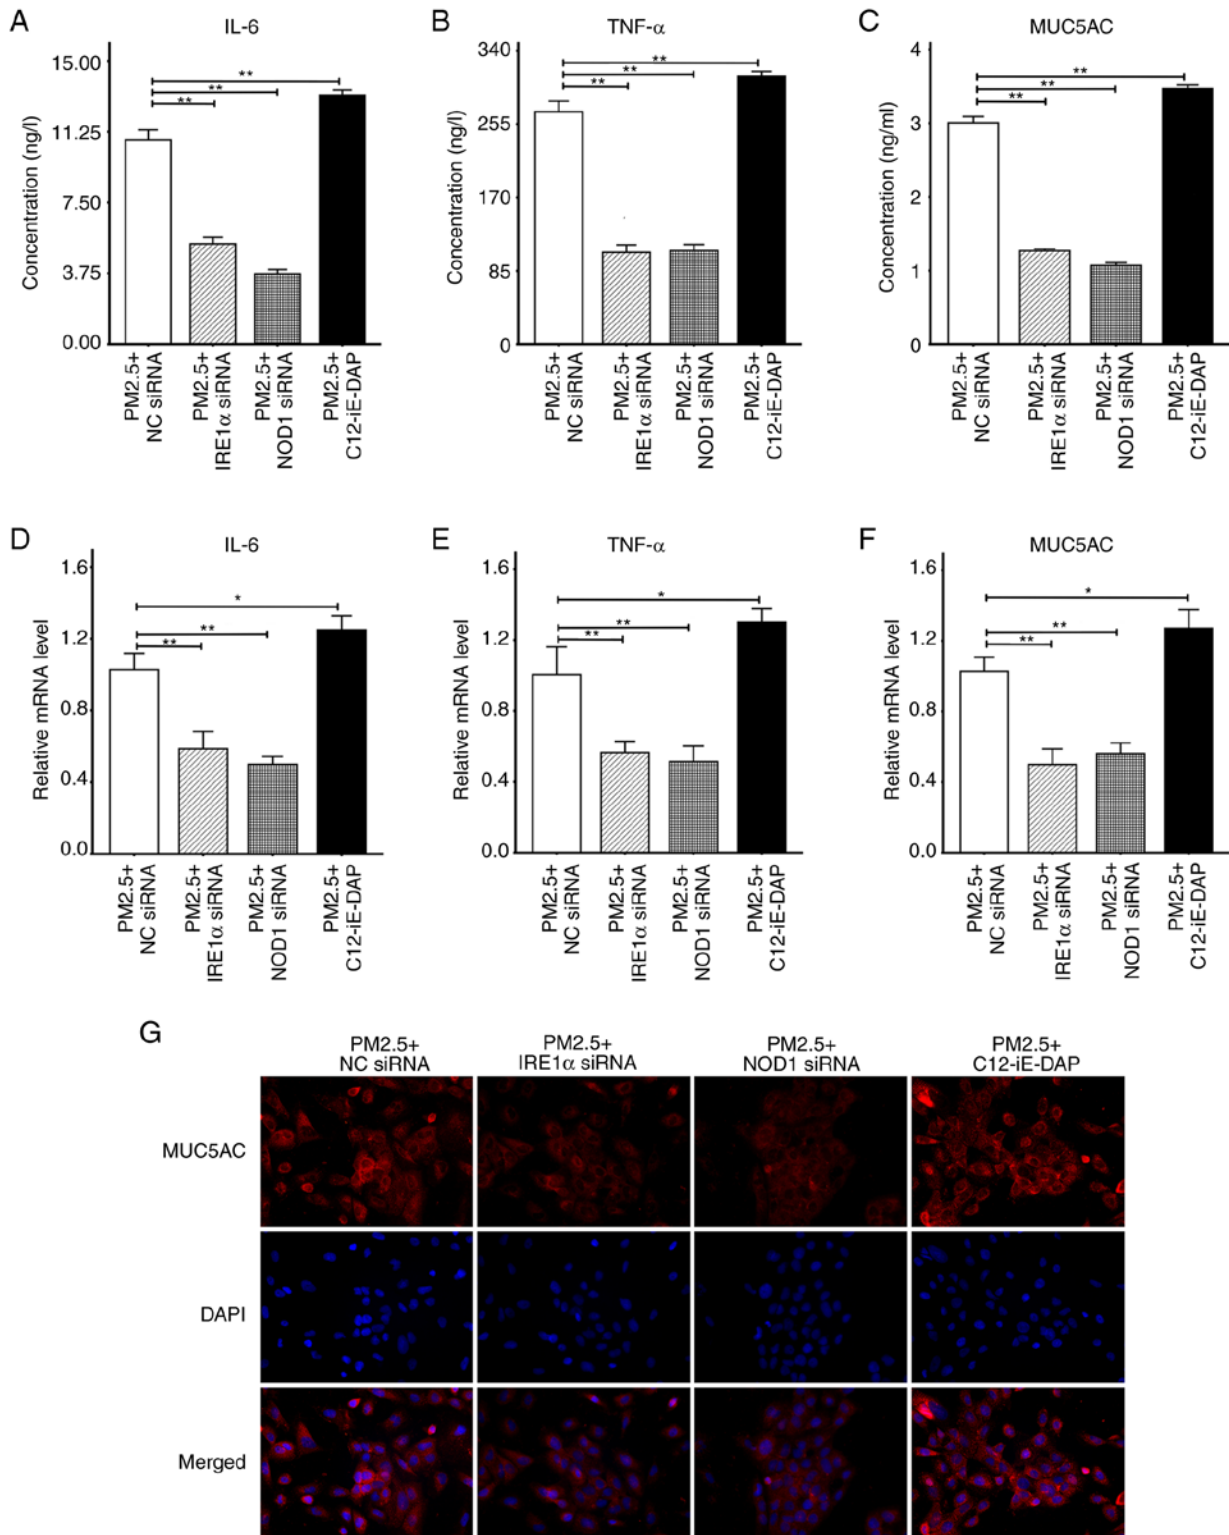 A
IL-6
Concentration (ng/l)
15.00
11.25
7.50
3.75
0.00
**
**
**
PM2.5+
NC siRNA
PM2.5+
IRE1α siRNA
PM2.5+
NOD1 siRNA
PM2.5+
C12-iE-DAP
B
TNF-α
Concentration (ng/l)
340
255
170
85
0
**
**
**
PM2.5+
NC siRNA
PM2.5+
IRE1α siRNA
PM2.5+
NOD1 siRNA
PM2.5+
C12-iE-DAP
C
MUC5AC
Concentration (ng/ml)
4
3
2
1
0
**
**
**
PM2.5+
NC siRNA
PM2.5+
IRE1α siRNA
PM2.5+
NOD1 siRNA
PM2.5+
C12-iE-DAP
D
IL-6
Relative mRNA level
1.6
1.2
0.8
0.4
0.0
*
**
**
PM2.5+
NC siRNA
PM2.5+
IRE1α siRNA
PM2.5+
NOD1 siRNA
PM2.5+
C12-iE-DAP
E
TNF-α
Relative mRNA level
1.6
1.2
0.8
0.4
0.0
*
**
**
PM2.5+
NC siRNA
PM2.5+
IRE1α siRNA
PM2.5+
NOD1 siRNA
PM2.5+
C12-iE-DAP
F
MUC5AC
Relative mRNA level
1.6
1.2
0.8
0.4
0.0
*
**
**
PM2.5+
NC siRNA
PM2.5+
IRE1α siRNA
PM2.5+
NOD1 siRNA
PM2.5+
C12-iE-DAP
G
PM2.5+
NC siRNA
PM2.5+
IRE1α siRNA
PM2.5+
NOD1 siRNA
PM2.5+
C12-iE-DAP
MUC5AC
DAPI
Merged